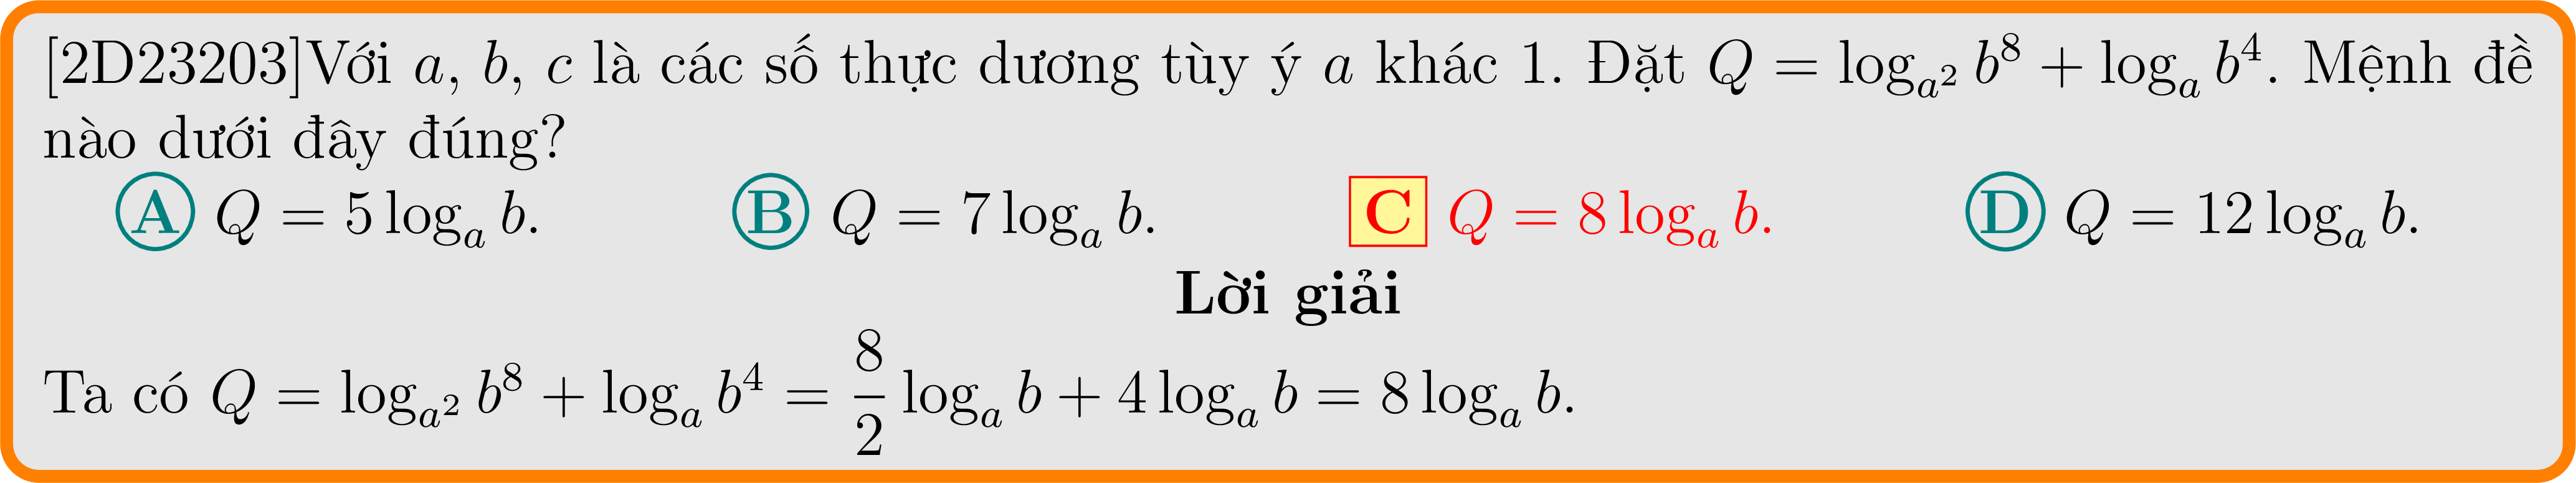 [2D23203]Với a, b, c là các số thực dương tùy ý a khác 1. Đặt Q = log_{a^2} b^8 + log_a b^4. Mệnh đề
nào dưới đây đúng?
A Q = 5 log_a b. B Q = 7 log_a b. C Q = 8 log_a b. D Q = 12 log_a b.
Lời giải
Ta có Q = log_{a^2} b^8 + log_a b^4 = \frac{8}{2} log_a b + 4 log_a b = 8 log_a b.